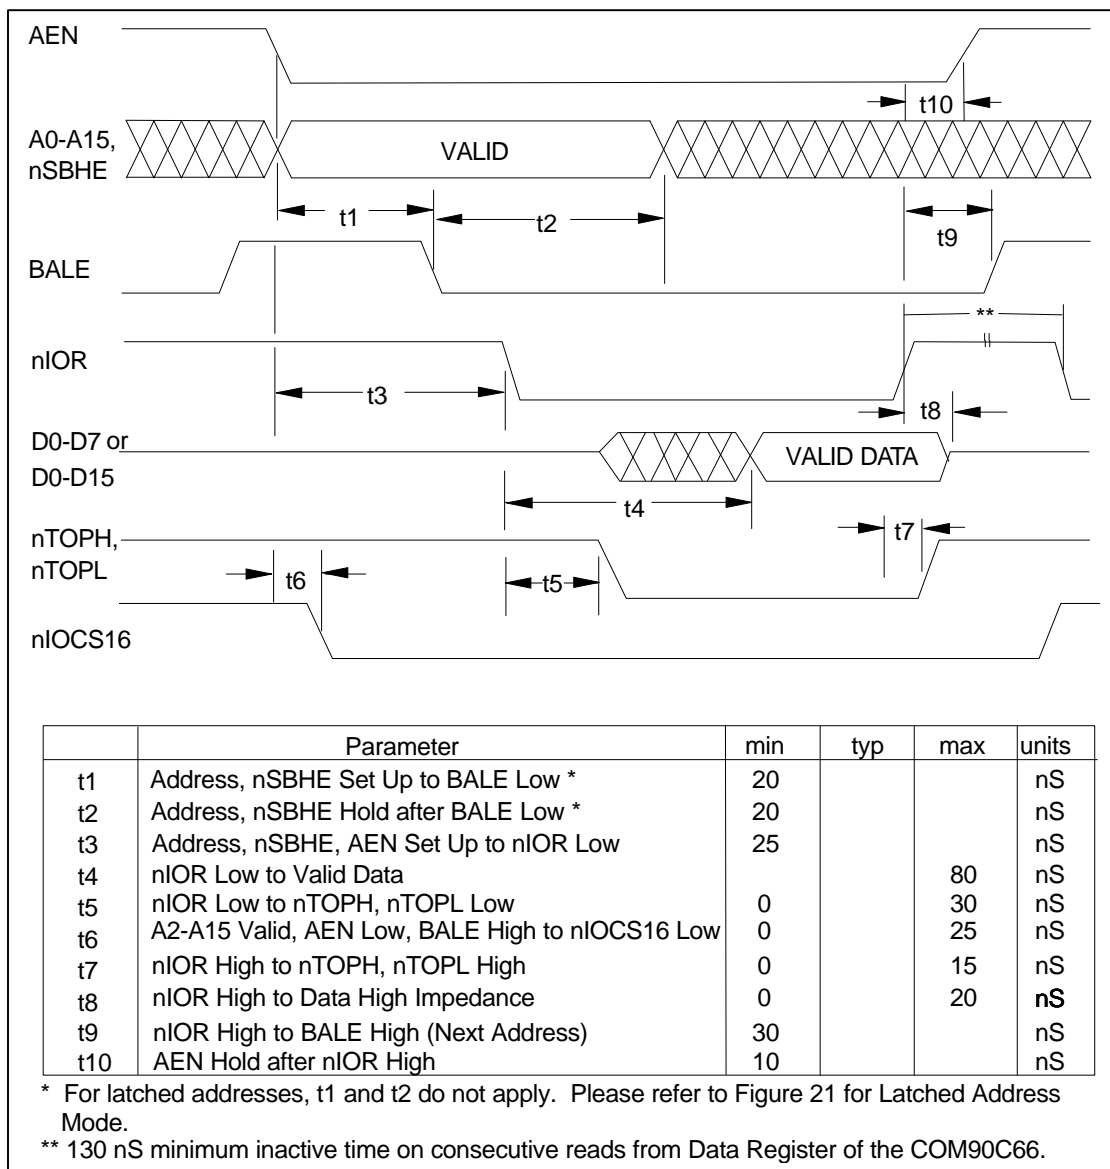 AEN
t10
A0-A15,
nSBHE
VALID
t1
t2
t9
BALE
**
nIOR
t3
t8
D0-D7 or
D0-D15
VALID DATA
t4
nTOPH,
nTOPL
t7
t6
t5
nIOCS16
Parameter min typ max units
t1 Address, nSBHE Set Up to BALE Low * 20 nS
t2 Address, nSBHE Hold after BALE Low * 20 nS
t3 Address, nSBHE, AEN Set Up to nIOR Low 25 nS
t4 nIOR Low to Valid Data 80 nS
t5 nIOR Low to nTOPH, nTOPL Low 0 30 nS
t6 A2-A15 Valid, AEN Low, BALE High to nIOCS16 Low 0 25 nS
t7 nIOR High to nTOPH, nTOPL High 0 15 nS
t8 nIOR High to Data High Impedance 0 20 nS
t9 nIOR High to BALE High (Next Address) 30 nS
t10 AEN Hold after nIOR High 10 nS
* For latched addresses, t1 and t2 do not apply. Please refer to Figure 21 for Latched Address
Mode.
** 130 nS minimum inactive time on consecutive reads from Data Register of the COM90C66.